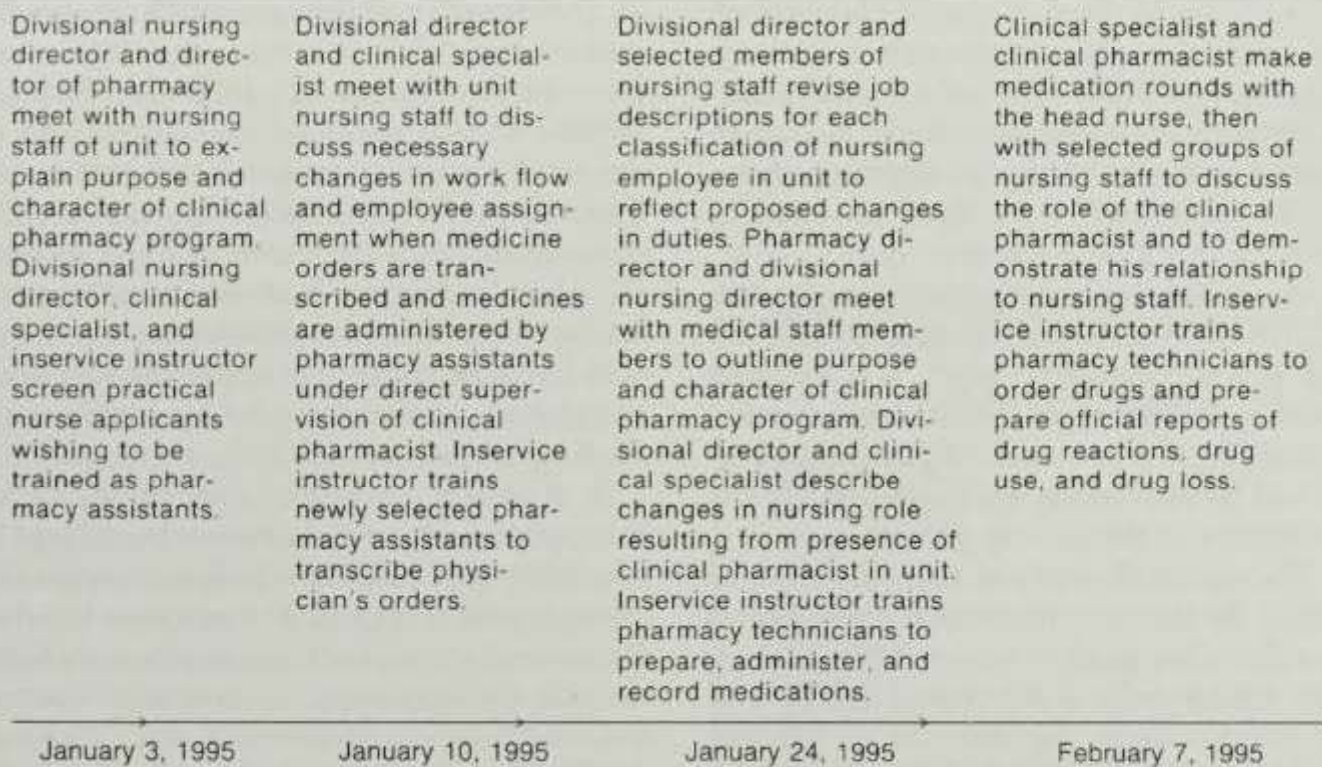 Divisional nursing
director and direc-
tor of pharmacy
meet with nursing
staff of unit to ex-
plain purpose and
character of clinical
pharmacy program.
Divisional nursing
director, clinical
specialist, and
inservice instructor
screen practical
nurse applicants
wishing to be
trained as phar-
macy assistants.
Divisional director
and clinical special-
ist meet with unit
nursing staff to dis-
cuss necessary
changes in work flow
and employee assign-
ment when medicine
orders are tran-
scribed and medicines
are administered by
pharmacy assistants
under direct super-
vision of clinical
pharmacist. Inservice
instructor trains
newly selected phar-
macy assistants to
transcribe physi-
cian's orders.
Divisional director and
selected members of
nursing staff revise job
descriptions for each
classification of nursing
employee in unit to
reflect proposed changes
in duties. Pharmacy di-
rector and divisional
nursing director meet
with medical staff mem-
bers to outline purpose
and character of clinical
pharmacy program. Divi-
sional director and clini-
cal specialist describe
changes in nursing role
resulting from presence of
clinical pharmacist in unit.
Inservice instructor trains
pharmacy technicians to
prepare, administer, and
record medications.
Clinical specialist and
clinical pharmacist make
medication rounds with
the head nurse, then
with selected groups of
nursing staff to discuss
the role of the clinical
pharmacist and to dem-
onstrate his relationship
to nursing staff. Inserv-
ice instructor trains
pharmacy technicians to
order drugs and pre-
pare official reports of
drug reactions, drug
use, and drug loss.
January 3, 1995
January 10, 1995
January 24, 1995
February 7, 1995